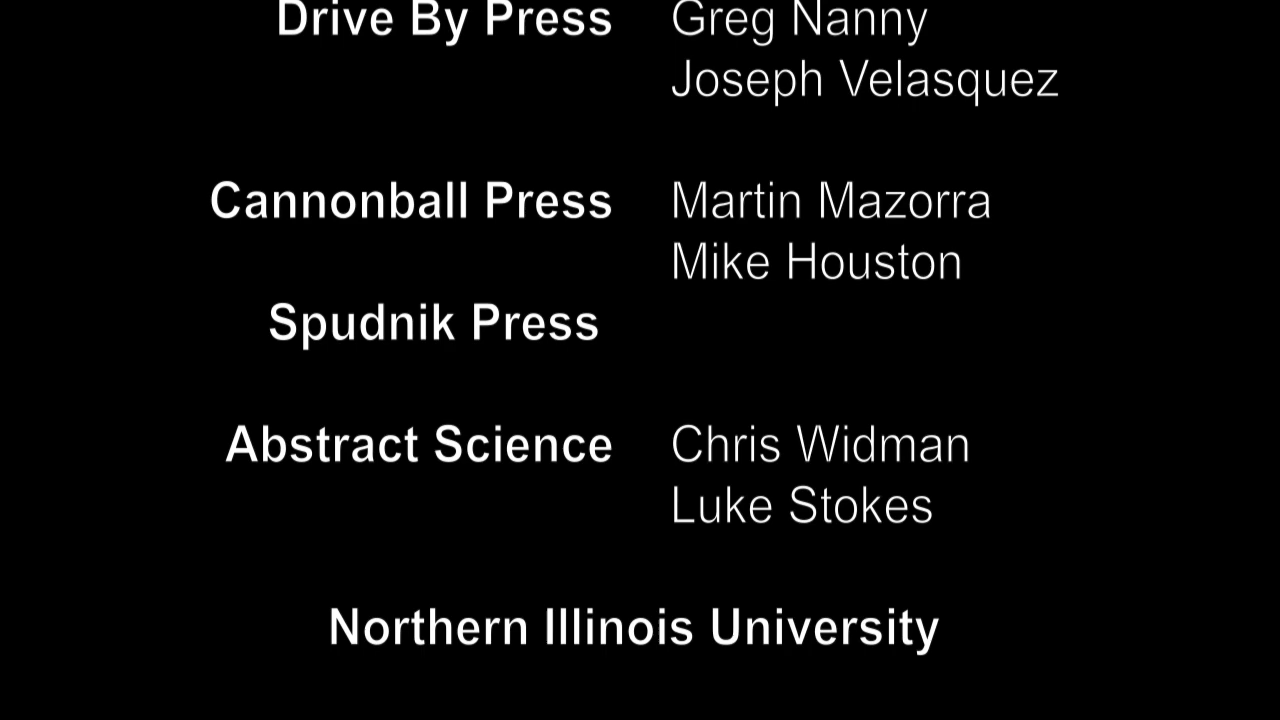 Drive By Press Greg Nanny
Joseph Velasquez
Cannonball Press Martin Mazorra
Mike Houston
Spudnik Press
Abstract Science Chris Widman
Luke Stokes
Northern Illinois University